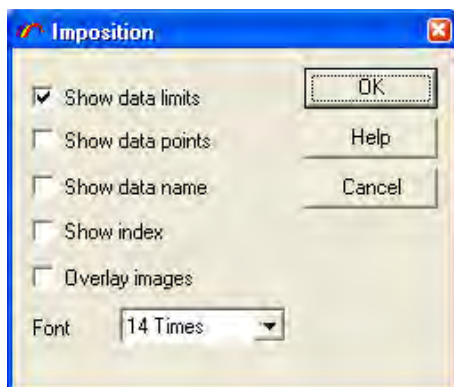 Imposition
Show data limits
OK
Show data points
Help
Show data name
Cancel
Show index
Overlay images
Font
14 Times